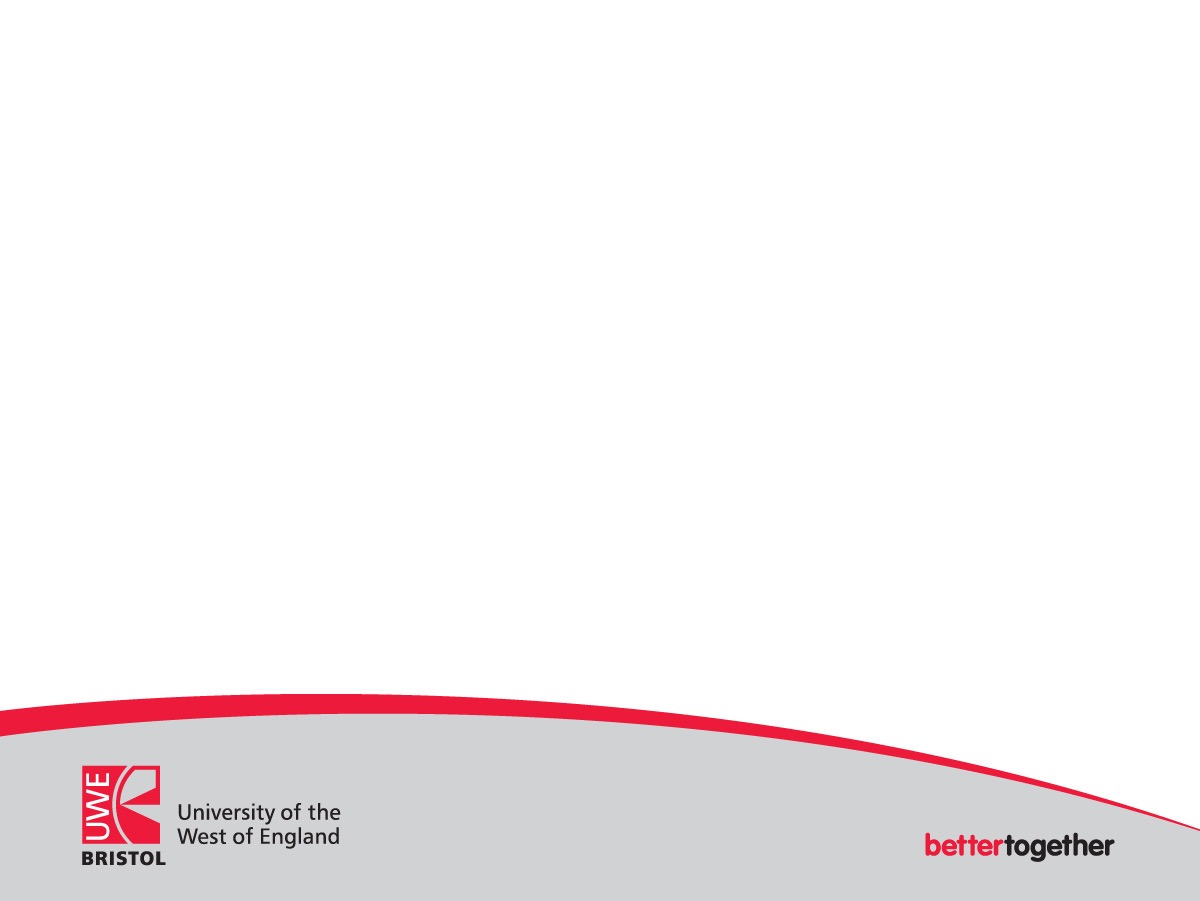 UWE
BRISTOL
University of the
West of England
bettertogether